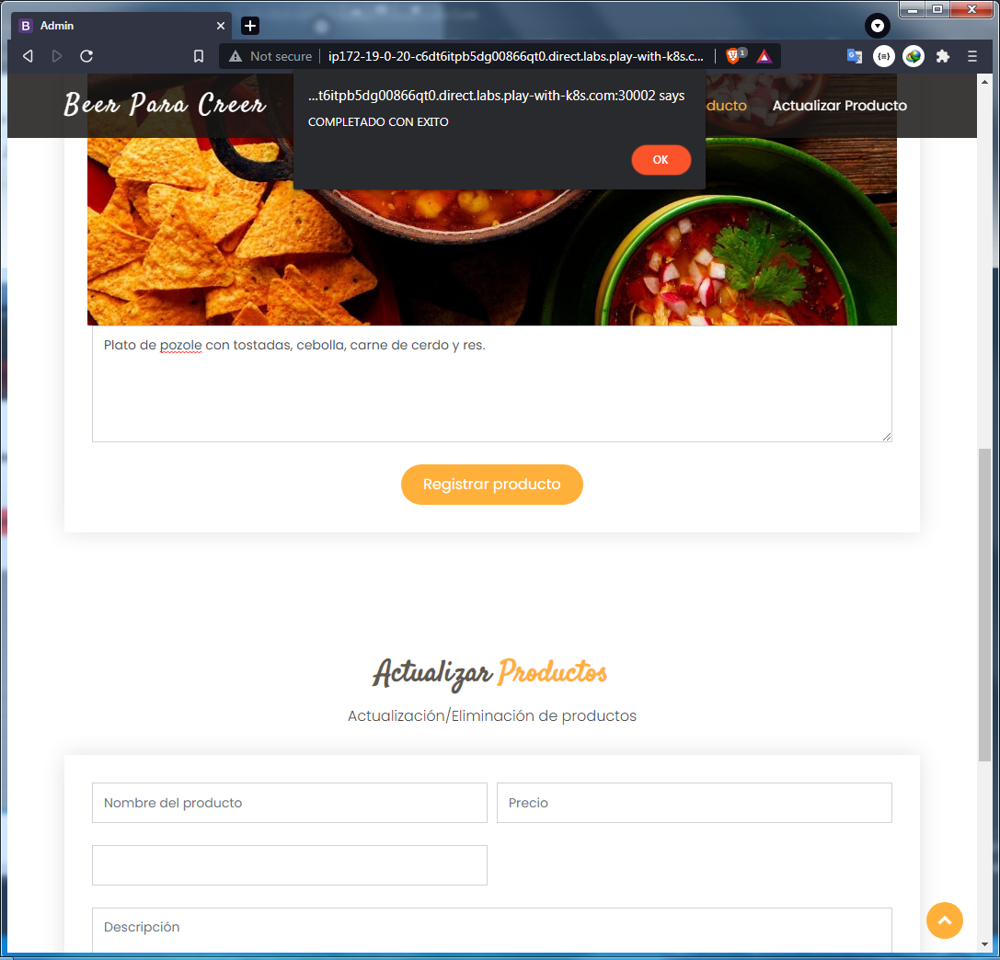 B Admin
Not secure
ip172-19-0-20-c6dt6itpb5dg00866qt0.direct.labs.play-with-k8s.c...
1
Beer Para Creer
ducto
Actualizar Producto
...t6itpb5dg00866qt0.direct.labs.play-with-k8s.com:30002 says
COMPLETADO CON EXITO
OK
Plato de pozole con tostadas, cebolla, carne de cerdo y res.
Registrar producto
Actualizar Productos
Actualización/Eliminación de productos
Nombre del producto
Precio
Descripción